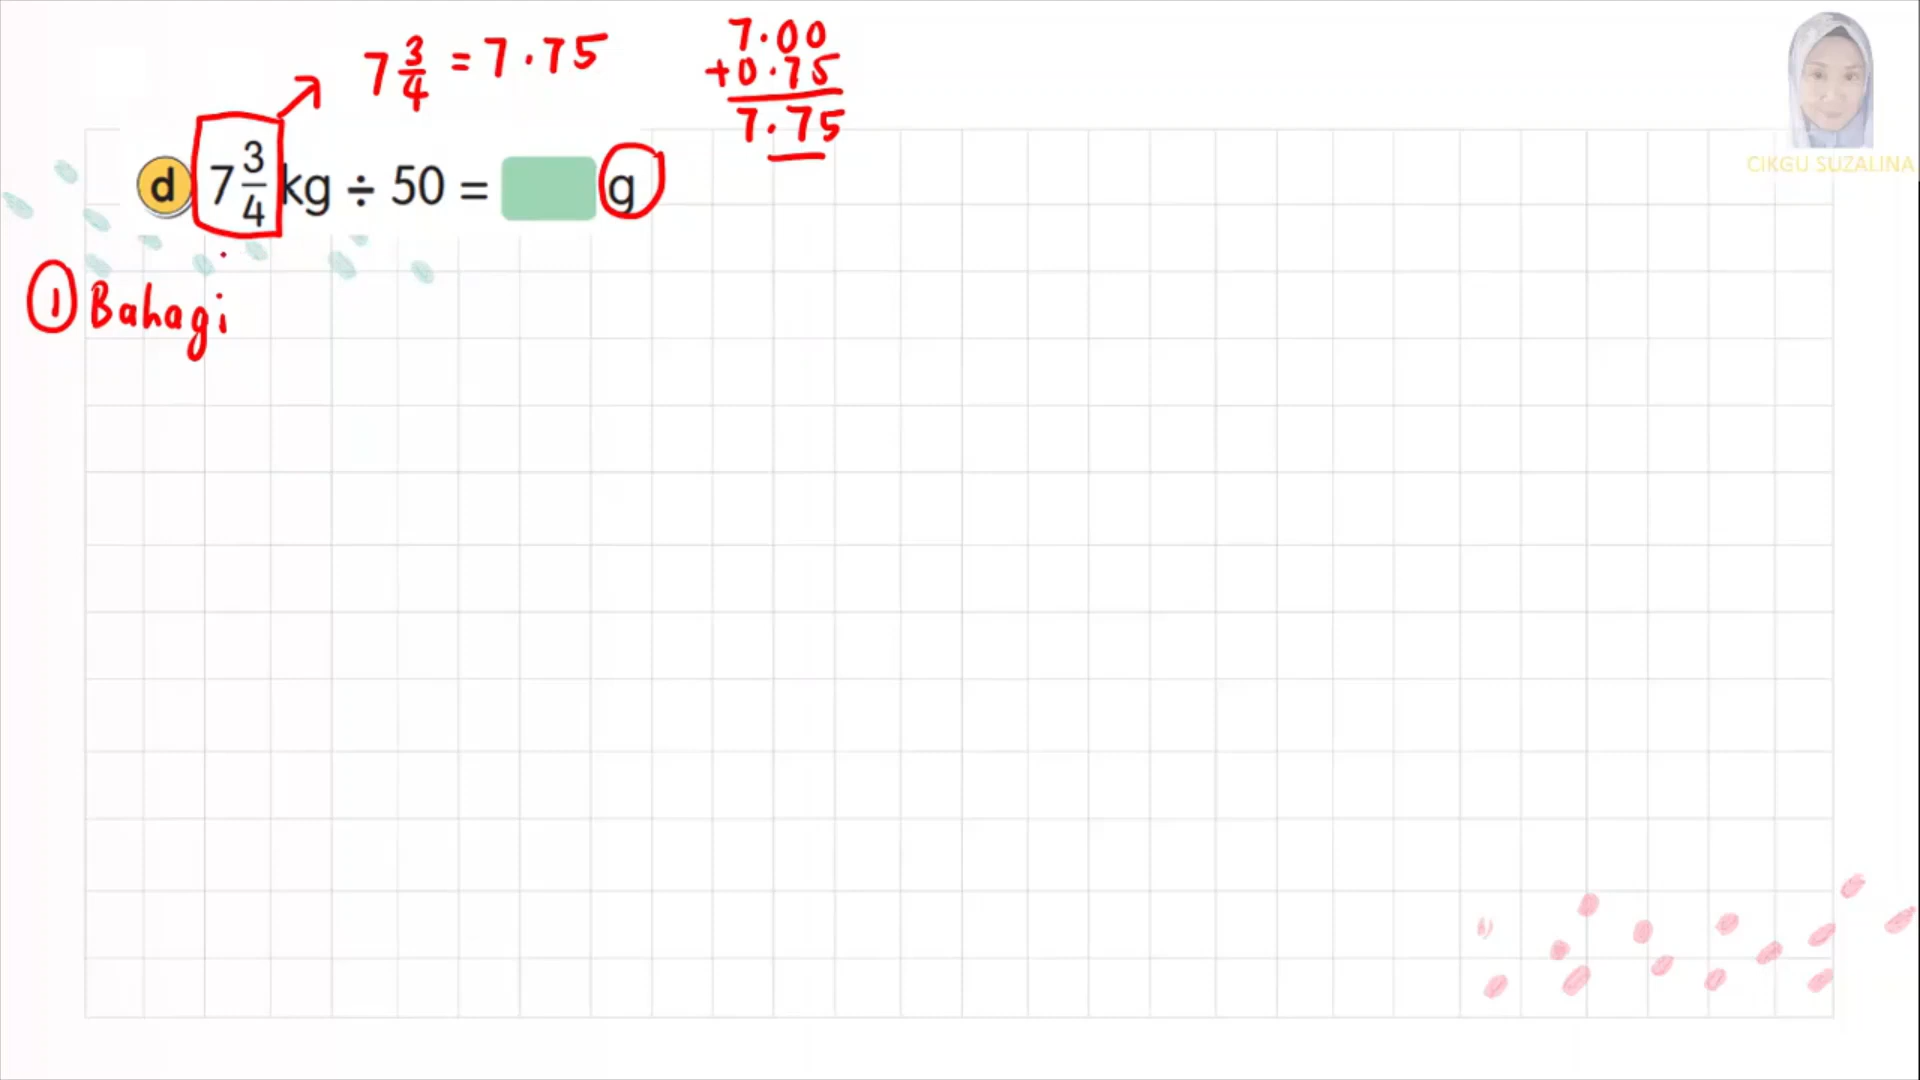 7 3/4 = 7.75
7.00
+0.75
7.75
CIKGU SUZALINA
d 7 3/4 kg ÷ 50 = g
① Bahagi